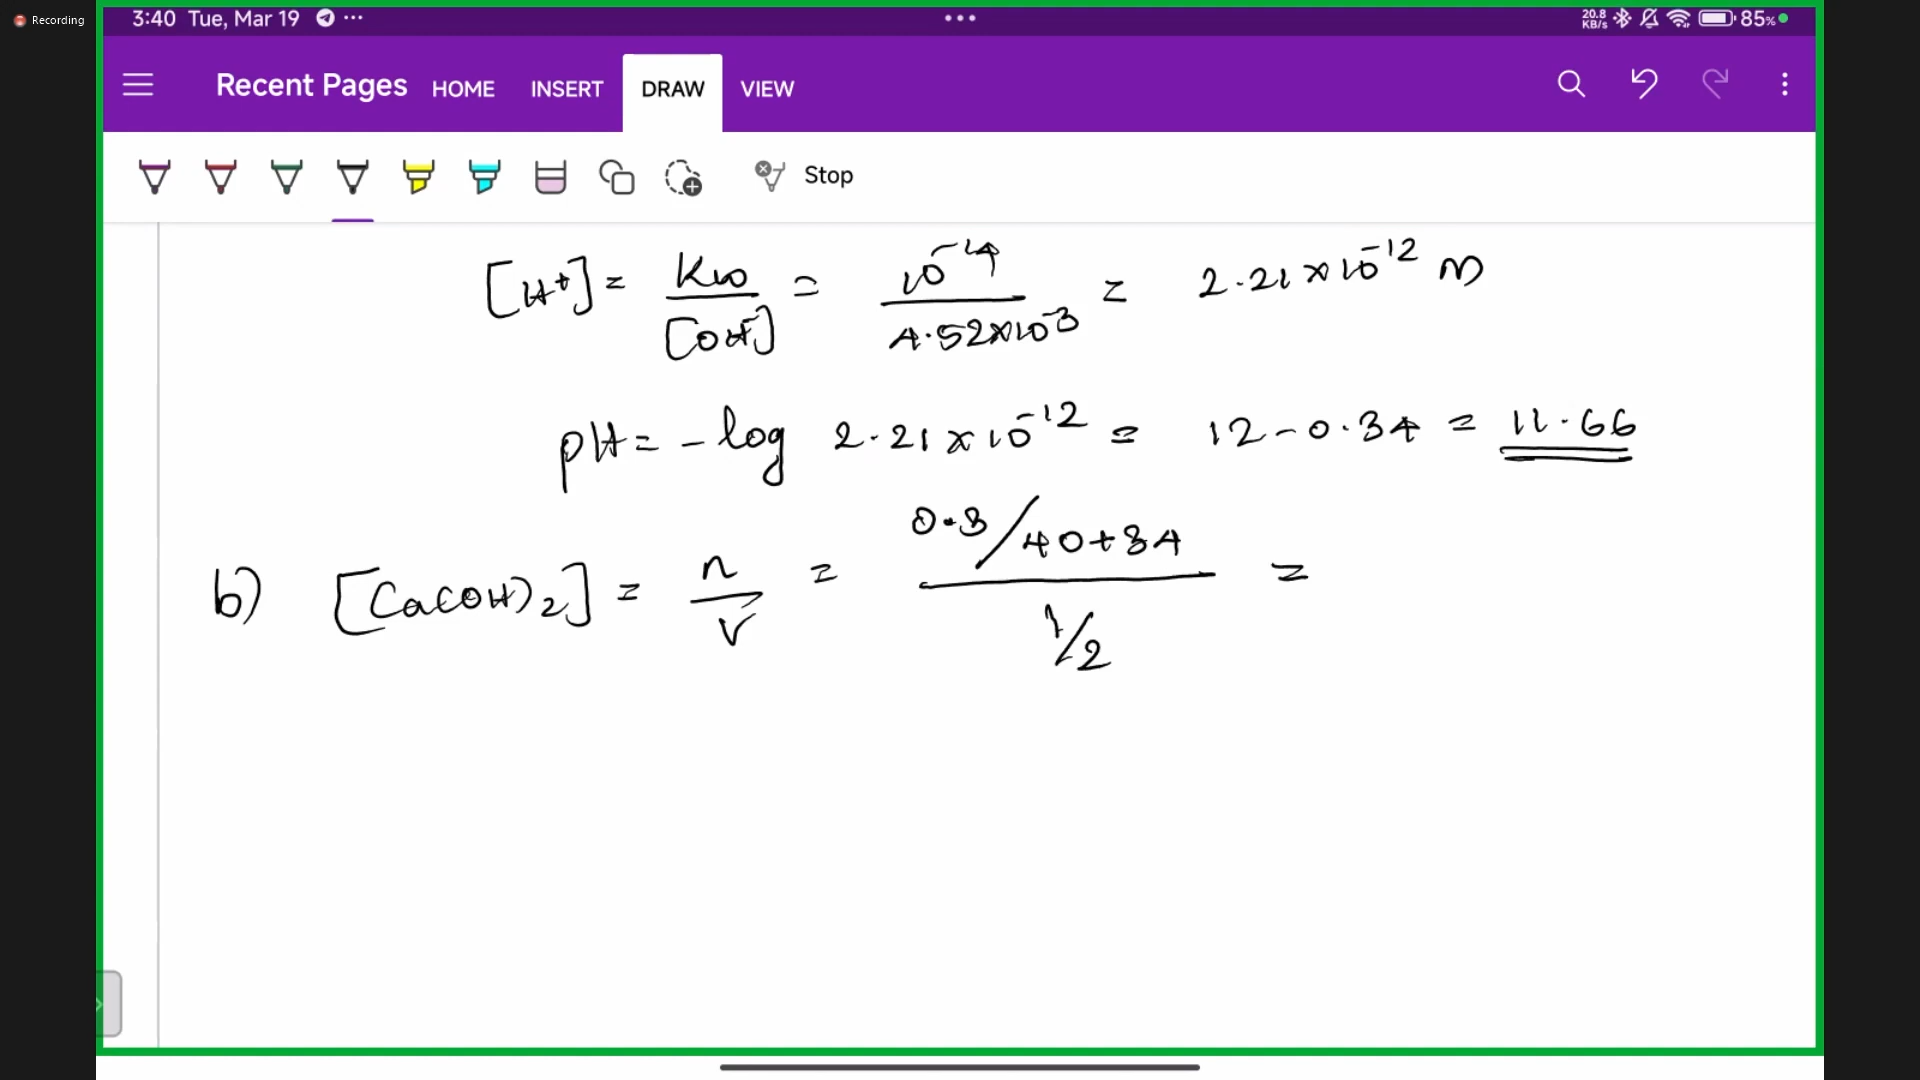 Recording
3:40 Tue, Mar 19 ... ... 20.8 KB/s 85%
Recent Pages HOME INSERT DRAW VIEW
Stop
[H⁺] = Kw / [OH⁻] = 10⁻¹⁴ / 4.52×10⁻³ = 2.21×10⁻¹² M
pH = -log 2.21×10⁻¹² = 12-0.34 = 11.66
b) [Ca(OH)₂] = n / v = 0.3/40+34 / 1/2 =